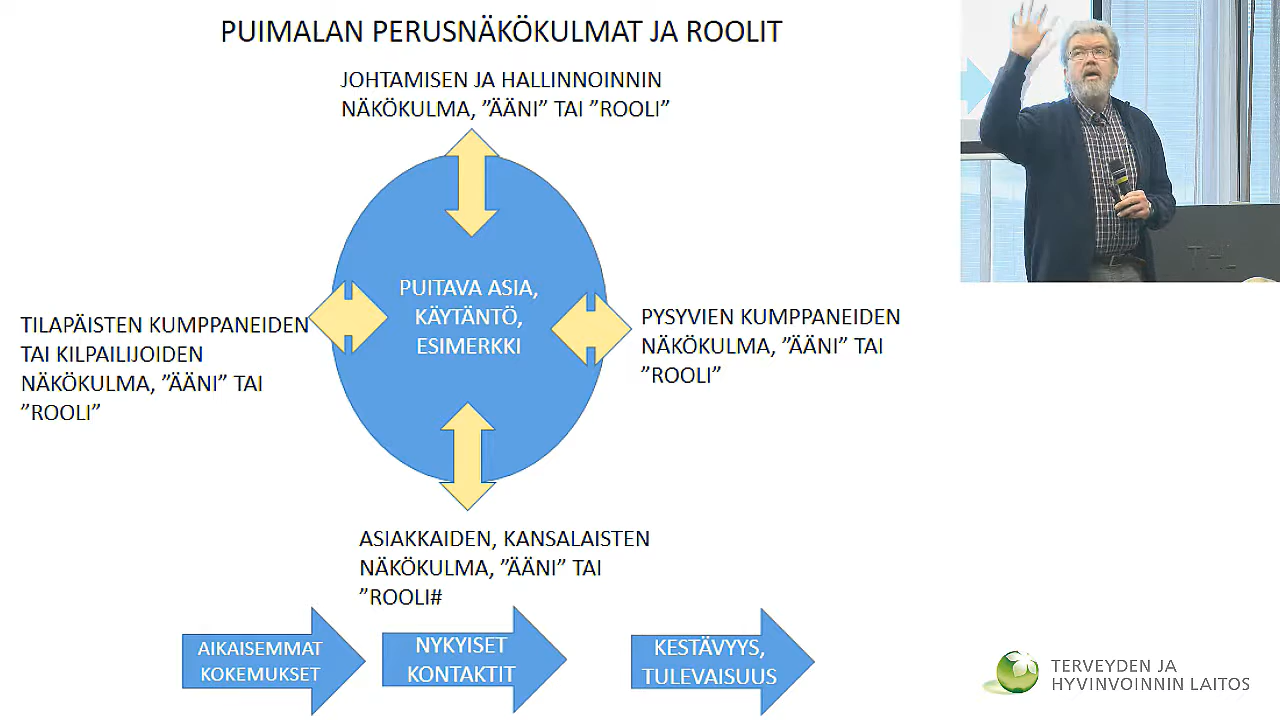 PUIMALAN PERUSNÄKÖKULMAT JA ROOLIT
JOHTAMISEN JA HALLINNOINNIN
NÄKÖKULMA, ”ÄÄNI” TAI ”ROOLI”
PUITAVA ASIA,
KÄYTÄNTÖ,
ESIMERKKI
TILAPÄISTEN KUMPPANEIDEN
TAI KILPAILIJOIDEN
NÄKÖKULMA, ”ÄÄNI” TAI
”ROOLI”
PYSYVIEN KUMPPANEIDEN
NÄKÖKULMA, ”ÄÄNI” TAI
”ROOLI”
ASIAKKAIDEN, KANSALAISTEN
NÄKÖKULMA, ”ÄÄNI” TAI
”ROOLI#
AIKAISEMMAT
KOKEMUKSET
NYKYISET
KONTAKTIT
KESTÄVYYS,
TULEVAISUUS
TERVEYDEN JA
HYVINVOINNIN LAITOS
THL